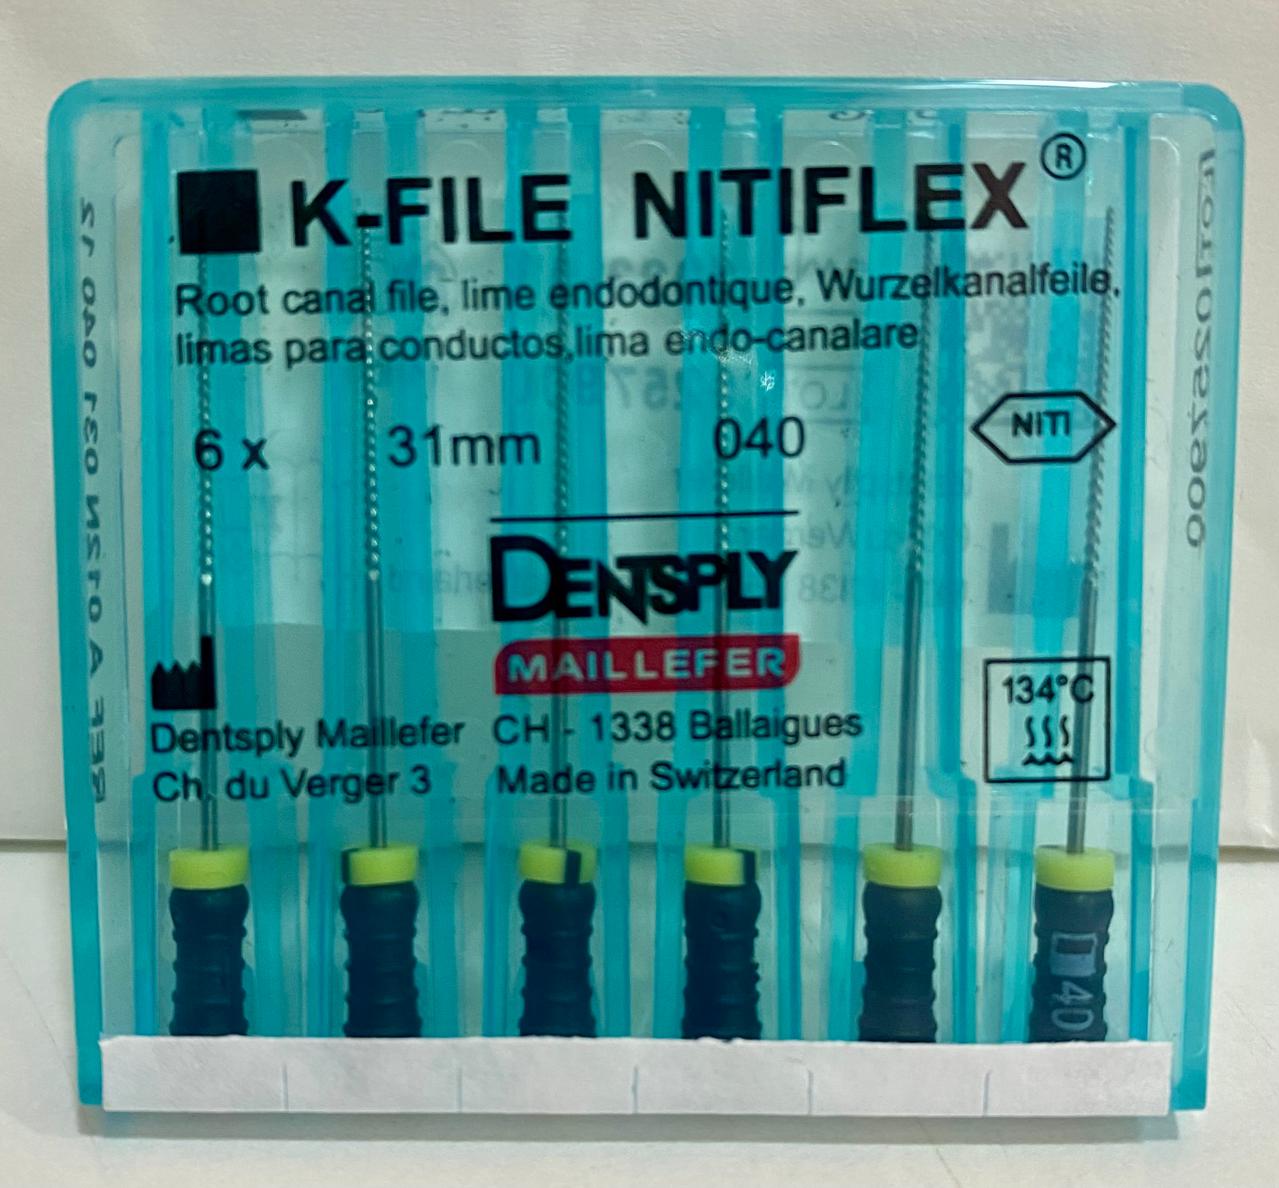 K-FILE NITIFLEX®
Root canal file, lime endodontique, Wurzelkanalfeile,
limas para conductos,lima endo-canalare
6 x 31mm 040
NITI
DENTSPLY
MAILLEFER
134°C
Dentsply Maillefer CH - 1338 Ballaigues
Ch. du Verger 3 Made in Switzerland
40
REF A 012N 031 040 12